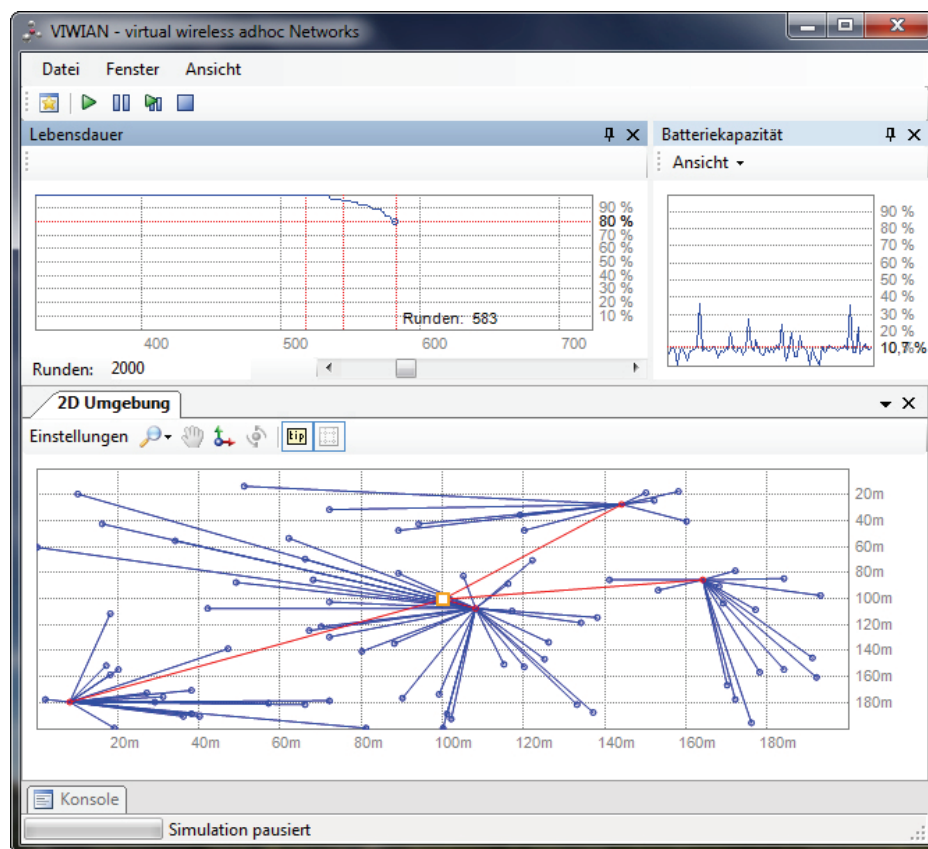 VIWIAN - virtual wireless adhoc Networks
Datei Fenster Ansicht
Lebensdauer
90 %
80 %
70 %
60 %
50 %
40 %
30 %
20 %
10 %
Runden: 583
400 500 600 700
Runden: 2000
Batteriekapazität
Ansicht
90 %
80 %
70 %
60 %
50 %
40 %
30 %
20 %
10,7 %
2D Umgebung
Einstellungen tip
20m
40m
60m
80m
100m
120m
140m
160m
180m
20m 40m 60m 80m 100m 120m 140m 160m 180m
Konsole
Simulation pausiert